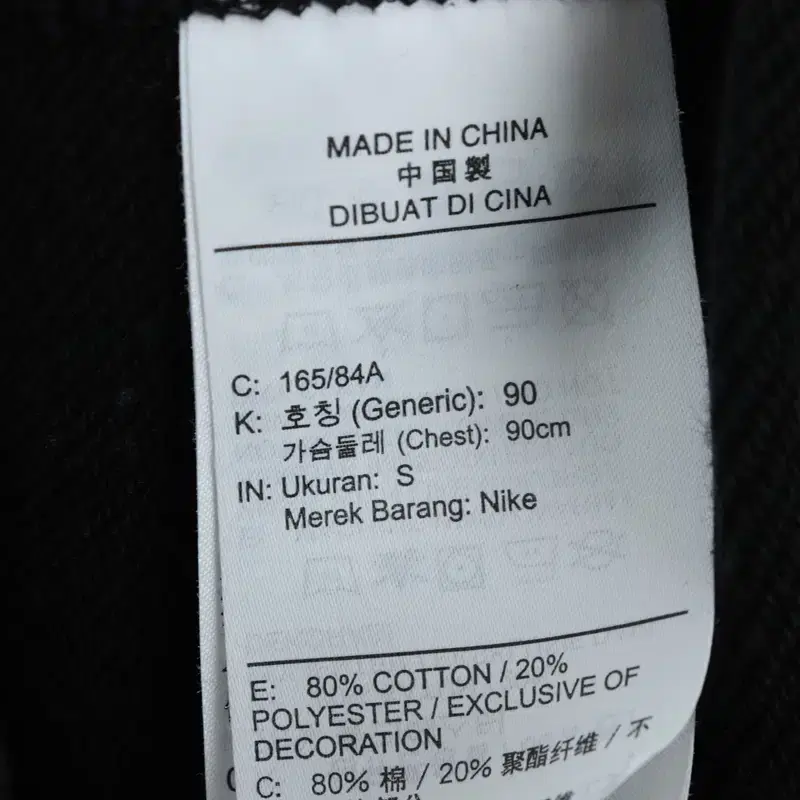 MADE IN CHINA
中国製
DIBUAT DI CINA
C: 165/84A
K: 호칭 (Generic): 90
가슴둘레 (Chest): 90cm
IN: Ukuran: S
Merek Barang: Nike
E: 80% COTTON / 20%
POLYESTER / EXCLUSIVE OF
DECORATION
C: 80% 棉 / 20% 聚酯纤维 / 不